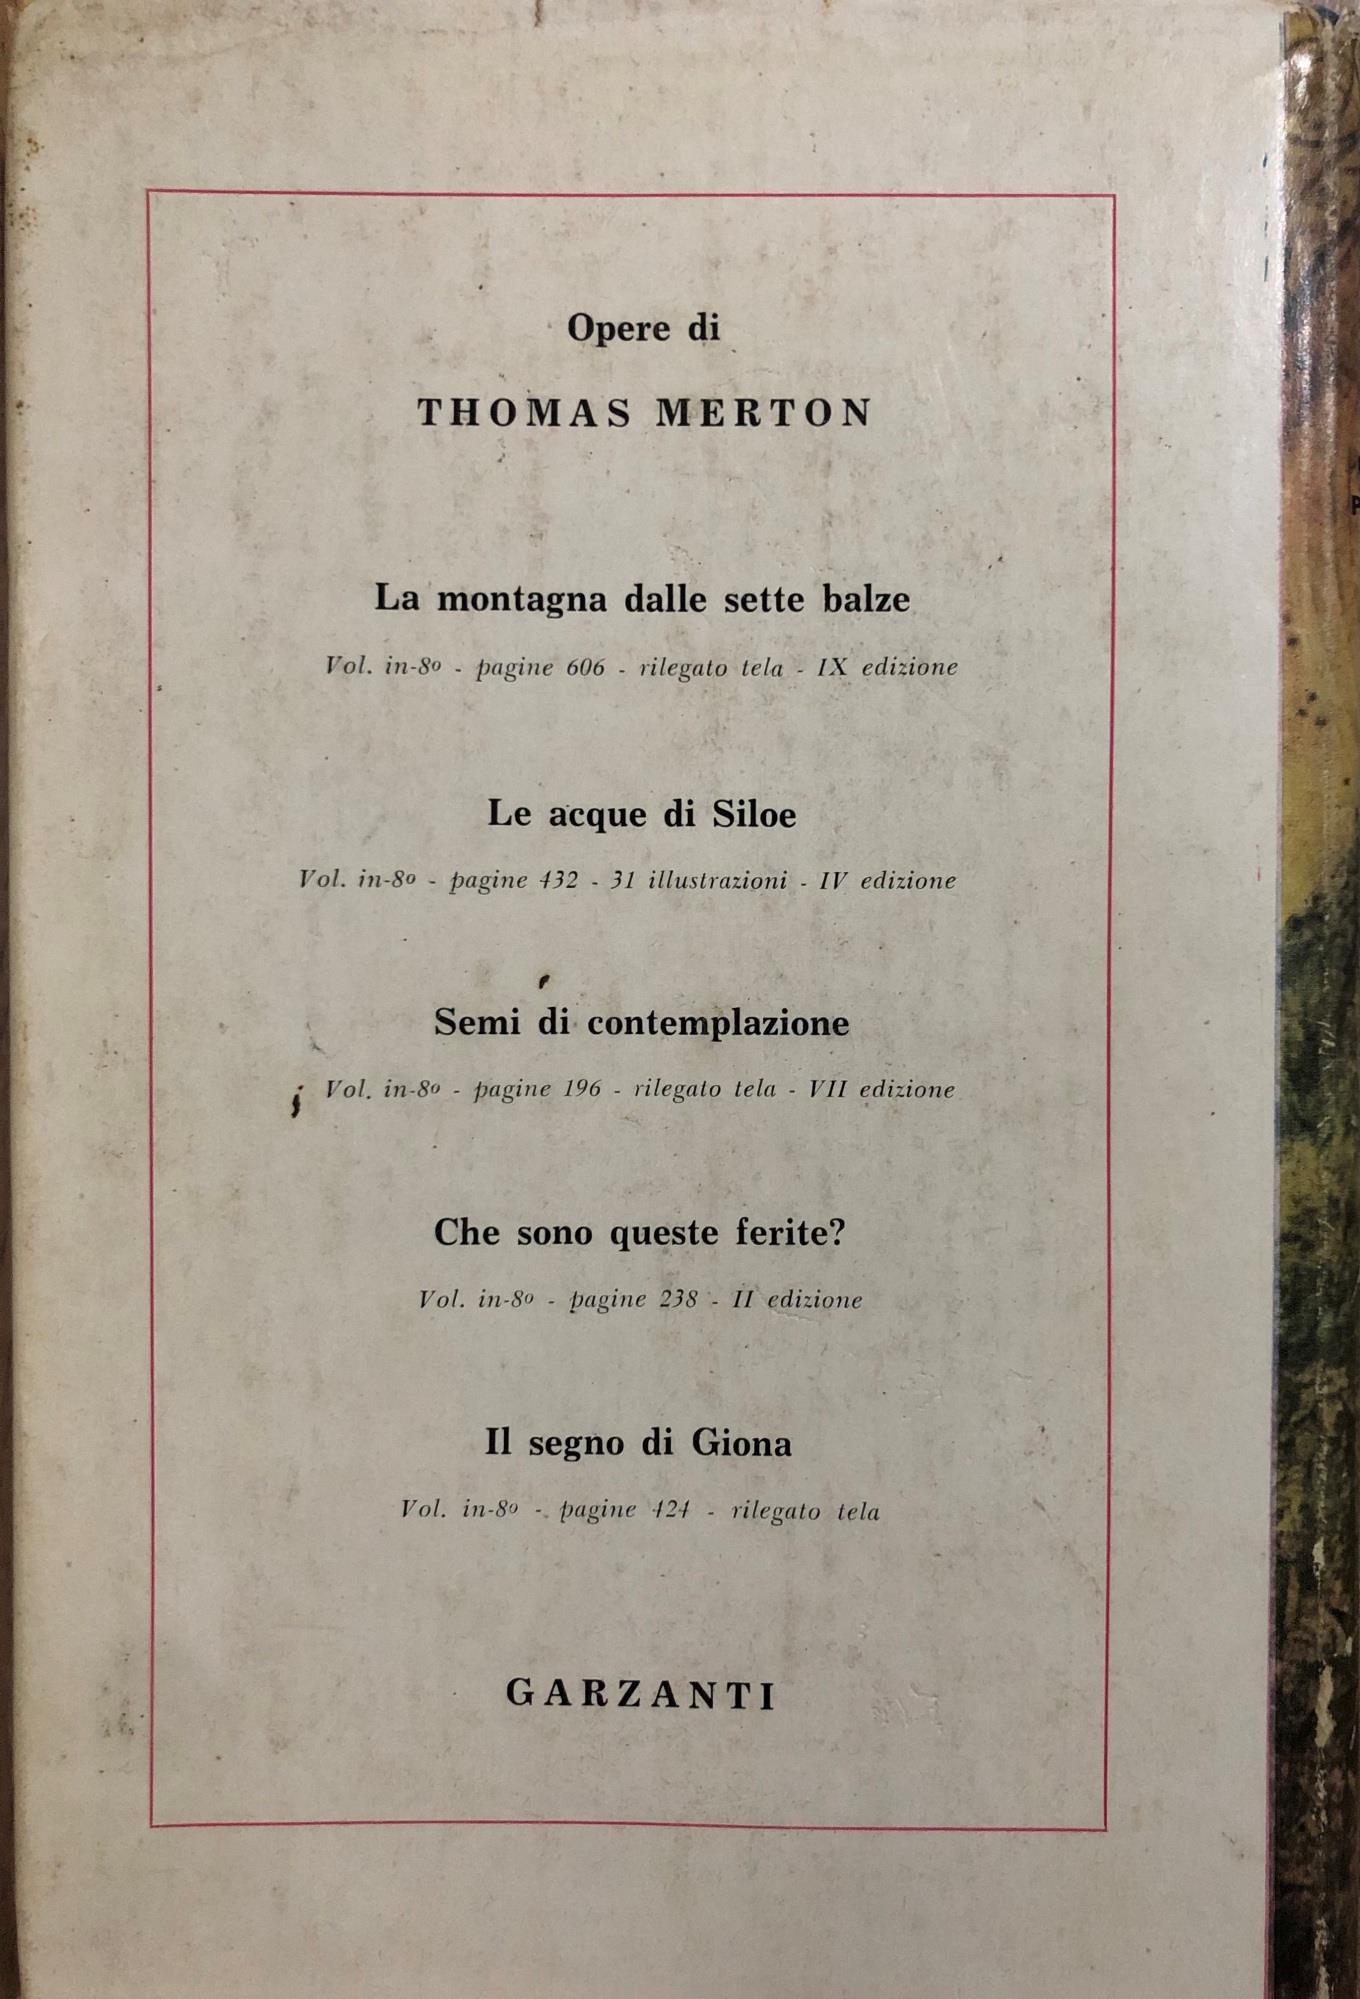 Opere di
THOMAS MERTON
La montagna dalle sette balze
Vol. in-8º - pagine 606 - rilegato tela - IX edizione
Le acque di Siloe
Vol. in-8º - pagine 432 - 31 illustrazioni - IV edizione
Semi di contemplazione
Vol. in-8º - pagine 196 - rilegato tela - VII edizione
Che sono queste ferite?
Vol. in-8º - pagine 238 - II edizione
Il segno di Giona
Vol. in-8º - pagine 424 - rilegato tela
GARZANTI